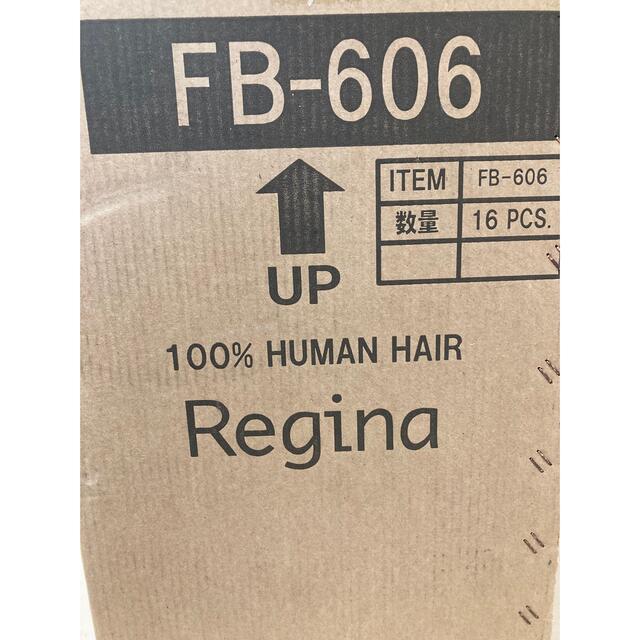 FB-606
ITEM FB-606
数量 16 PCS.
UP
100% HUMAN HAIR
Regina